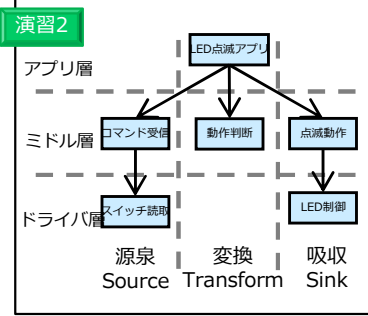 演習2
LED点滅アプリ
アプリ層
コマンド受信
動作判断
点滅動作
ミドル層
スイッチ読取
LED制御
ドライバ層
源泉
Source
変換
Transform
吸収
Sink